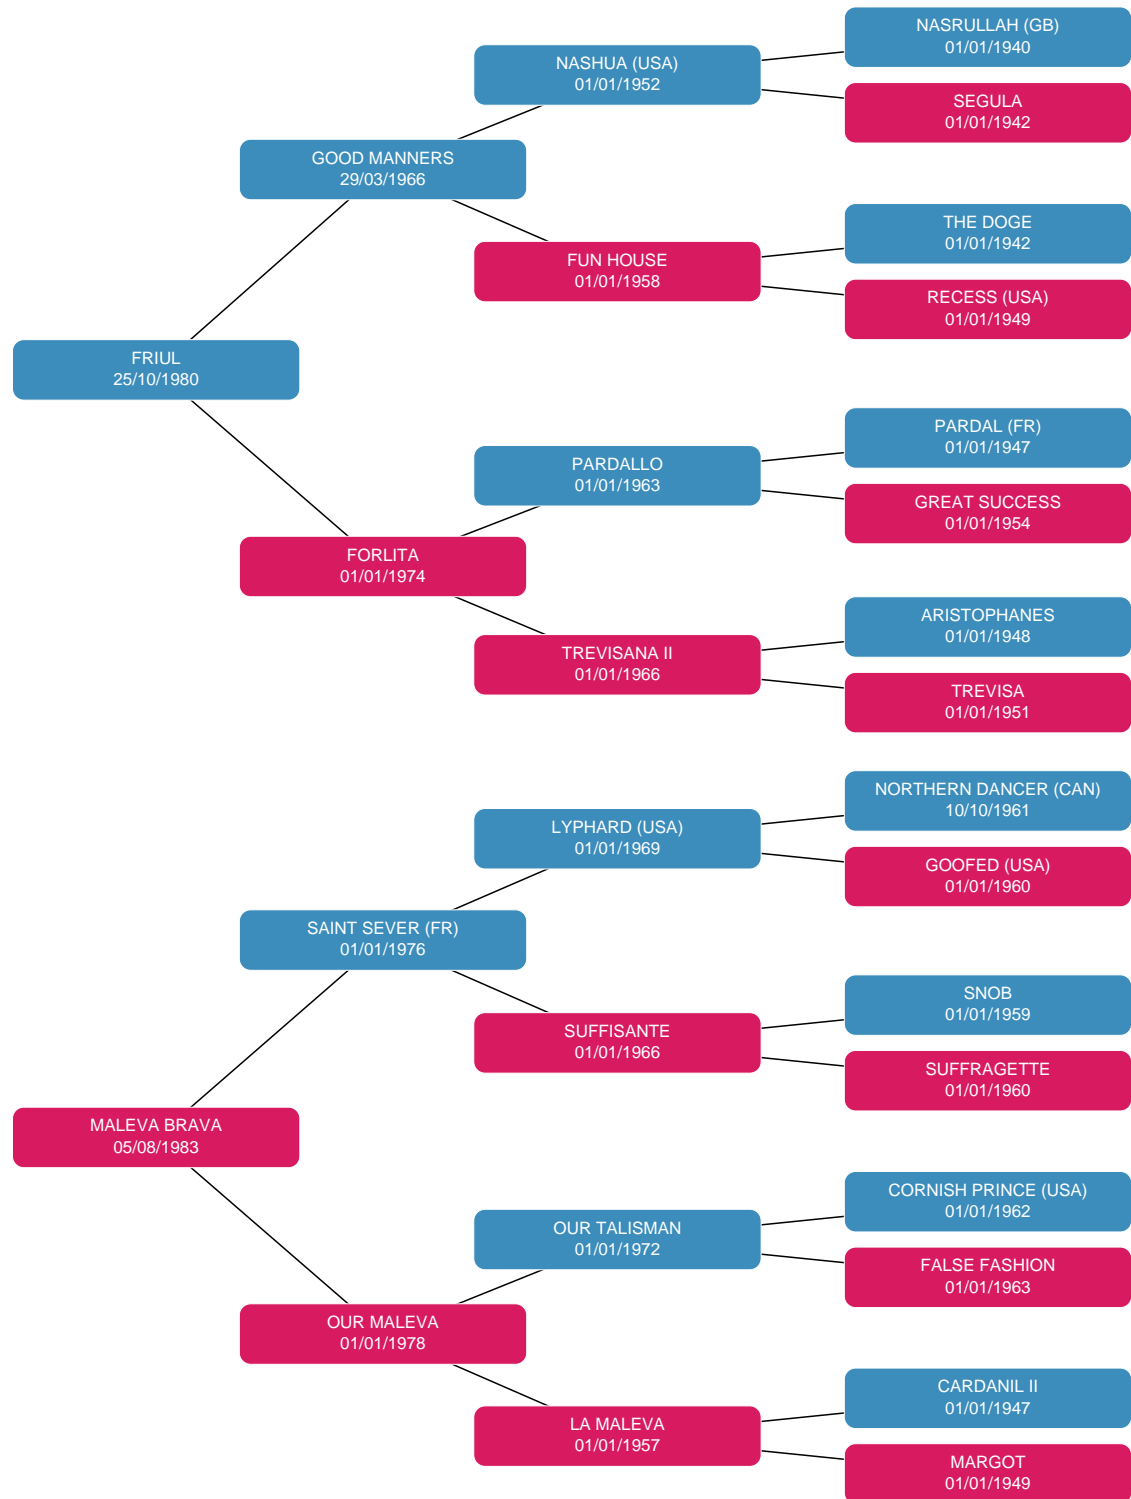 NASRULLAH (GB)
01/01/1940
NASHUA (USA)
01/01/1952
SEGULA
01/01/1942
GOOD MANNERS
29/03/1966
THE DOGE
01/01/1942
FUN HOUSE
01/01/1958
RECESS (USA)
01/01/1949
FRIUL
25/10/1980
PARDAL (FR)
01/01/1947
PARDALLO
01/01/1963
GREAT SUCCESS
01/01/1954
FORLITA
01/01/1974
ARISTOPHANES
01/01/1948
TREVISANA II
01/01/1966
TREVISA
01/01/1951
NORTHERN DANCER (CAN)
10/10/1961
LYPHARD (USA)
01/01/1969
GOOFED (USA)
01/01/1960
SAINT SEVER (FR)
01/01/1976
SNOB
01/01/1959
SUFFISANTE
01/01/1966
SUFFRAGETTE
01/01/1960
MALEVA BRAVA
05/08/1983
CORNISH PRINCE (USA)
01/01/1962
OUR TALISMAN
01/01/1972
FALSE FASHION
01/01/1963
OUR MALEVA
01/01/1978
CARDANIL II
01/01/1947
LA MALEVA
01/01/1957
MARGOT
01/01/1949